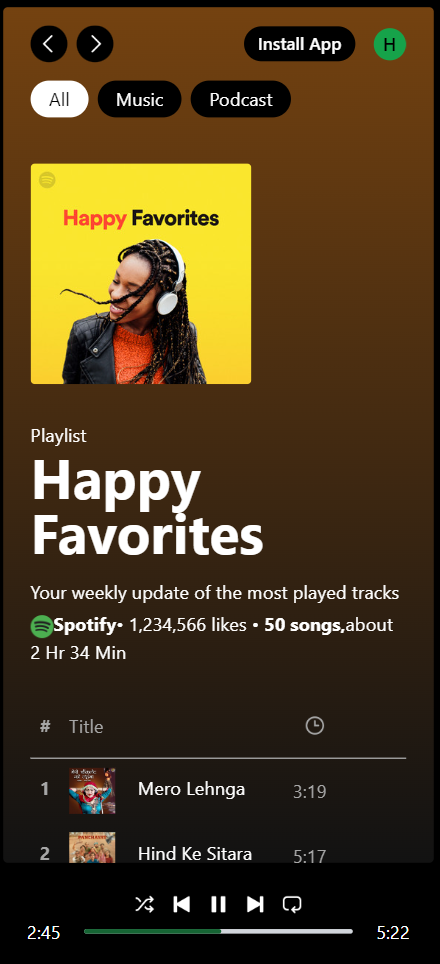 Install App
H
All
Music
Podcast
Happy Favorites
Playlist
Happy
Favorites
Your weekly update of the most played tracks
Spotify• 1,234,566 likes • 50 songs,about
2 Hr 34 Min
# Title
1 Mero Lehnga 3:19
2 Hind Ke Sitara 5:17
2:45 5:22